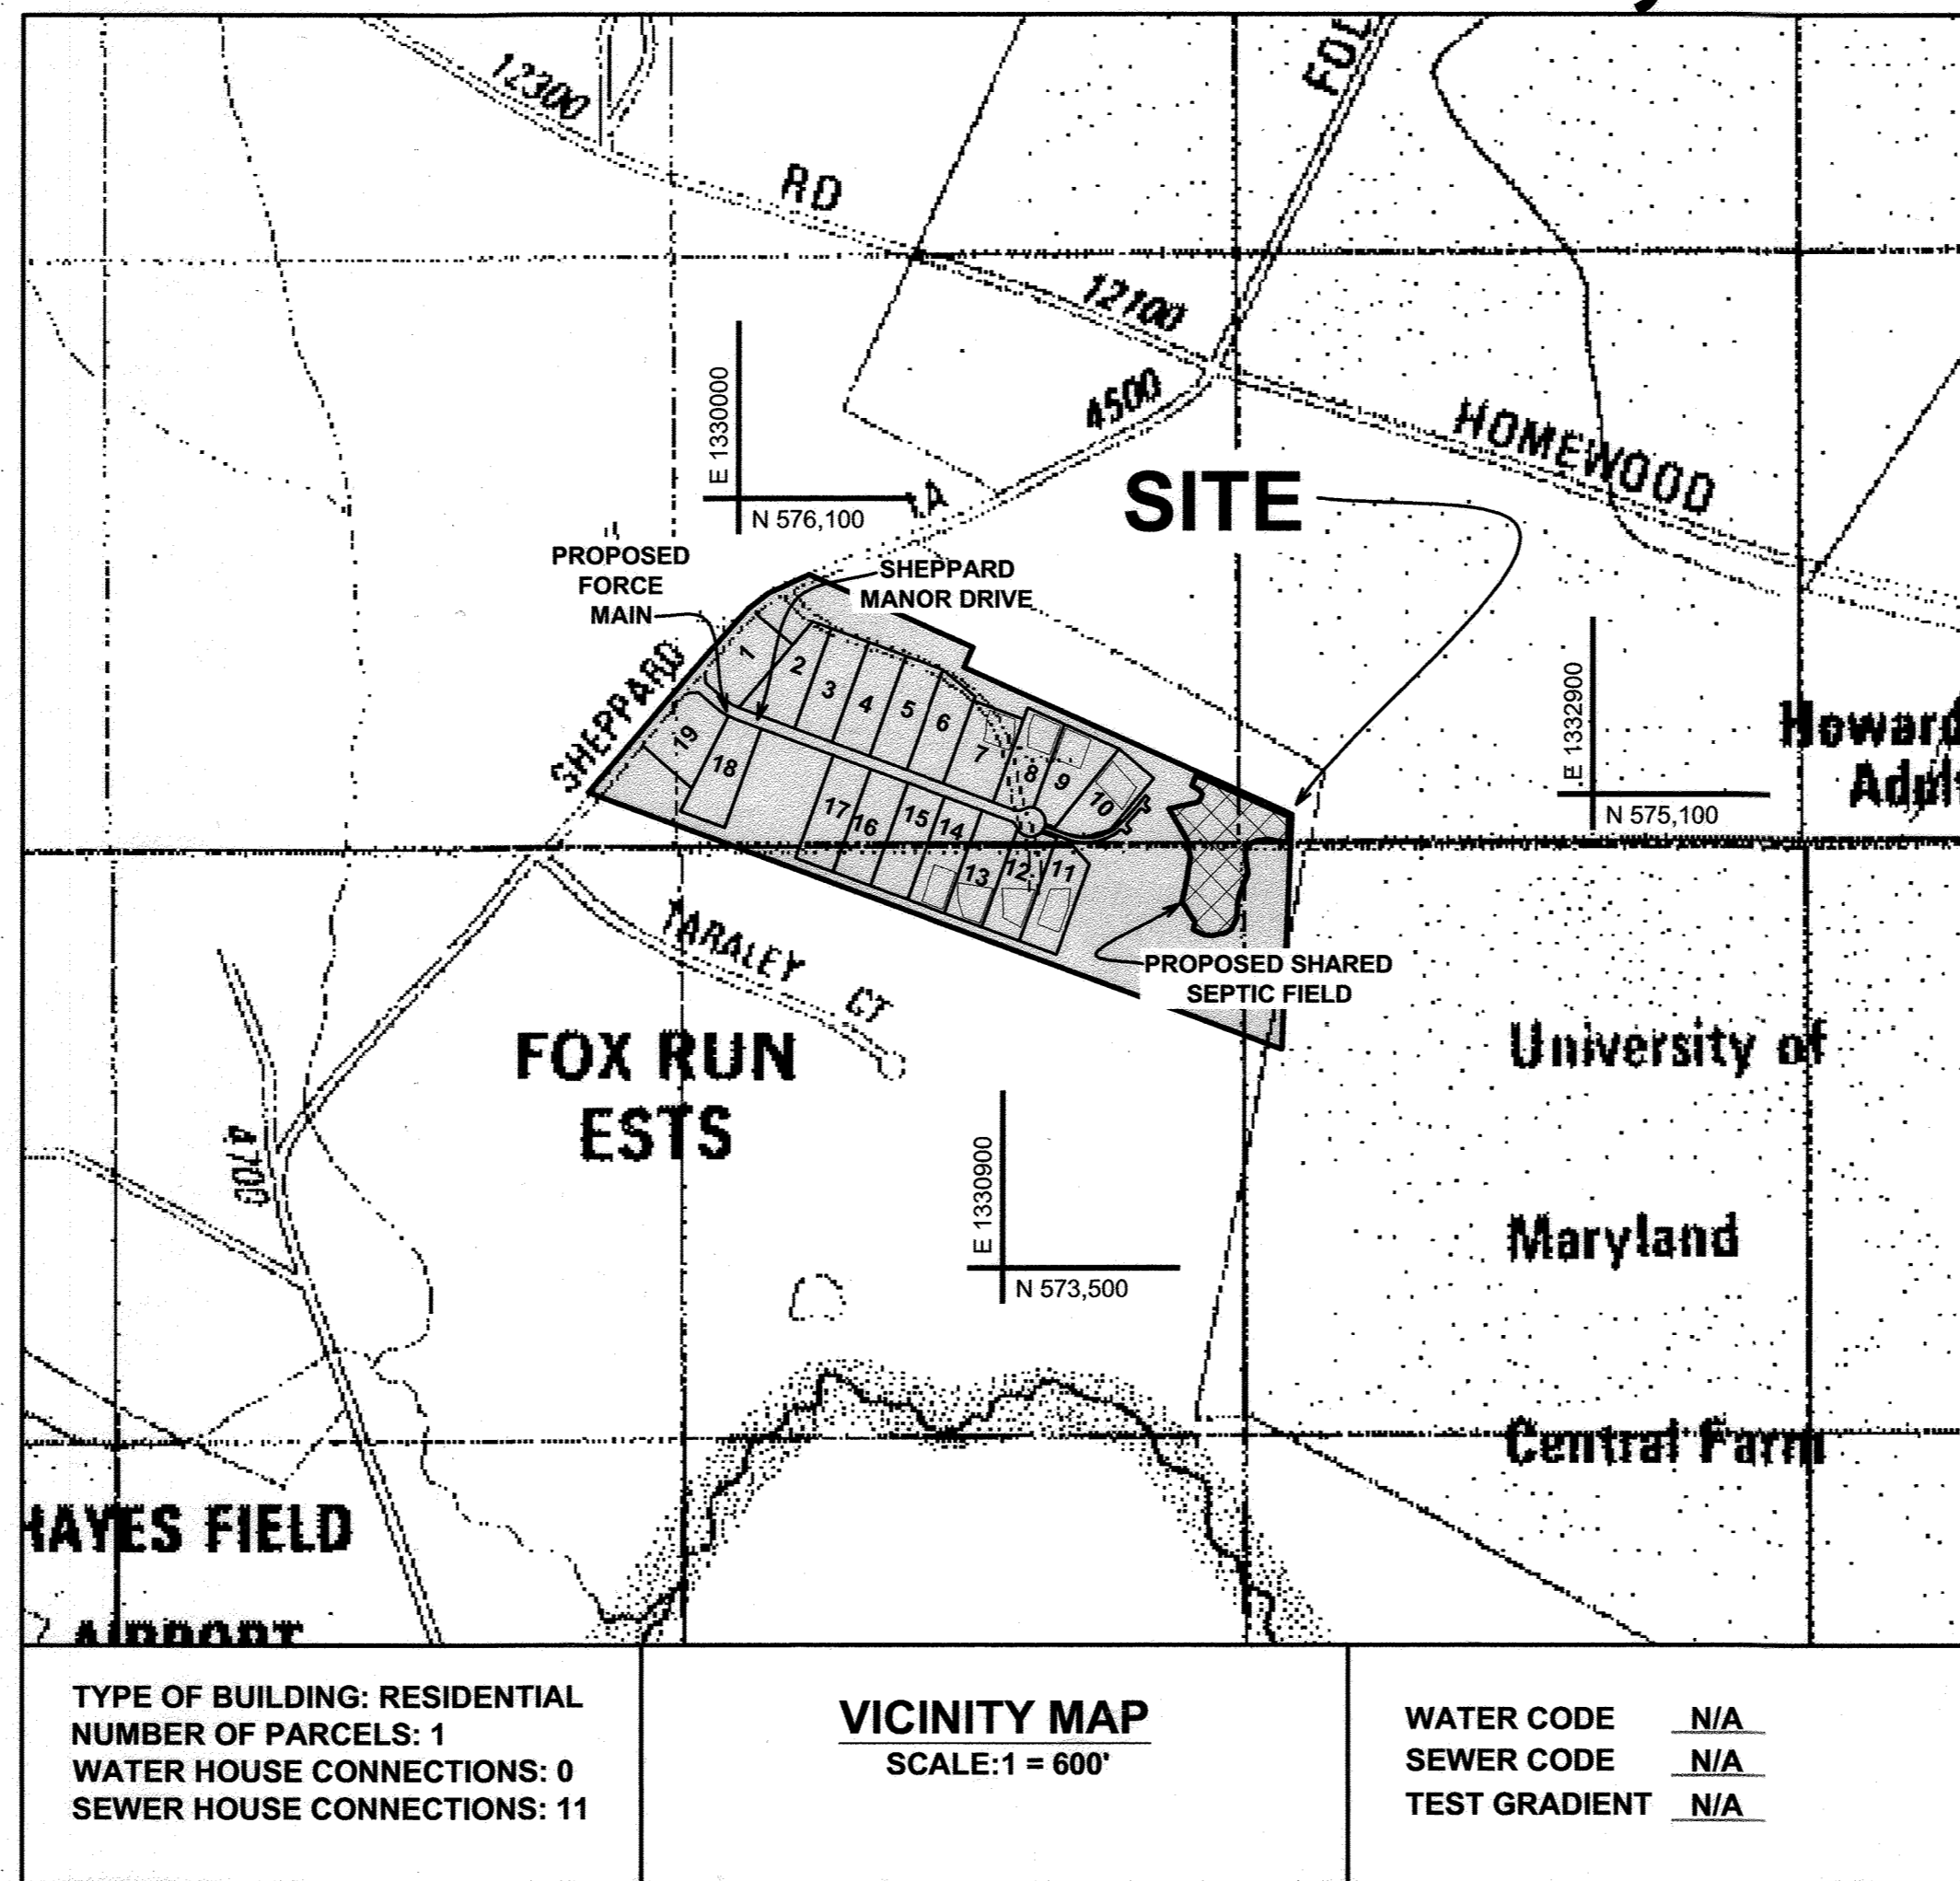 12300
RD
12100
4500
LA
HOMEWOOD
E 1330000
N 576,100
SITE
PROPOSED
FORCE
MAIN
SHEPPARD
MANOR DRIVE
SHEPPARD
1
2
3
4
5
6
7
8
9
10
19
18
17
16
15
14
13
12
11
E 1332900
N 575,100
Howard
TARALEY CT
PROPOSED SHARED
SEPTIC FIELD
FOX RUN
ESTS
University of
Maryland
Central Farm
4700
E 1330900
N 573,500
HAYES FIELD
AIRPORT
TYPE OF BUILDING: RESIDENTIAL
NUMBER OF PARCELS: 1
WATER HOUSE CONNECTIONS: 0
SEWER HOUSE CONNECTIONS: 11
VICINITY MAP
SCALE:1 = 600'
WATER CODE N/A
SEWER CODE N/A
TEST GRADIENT N/A